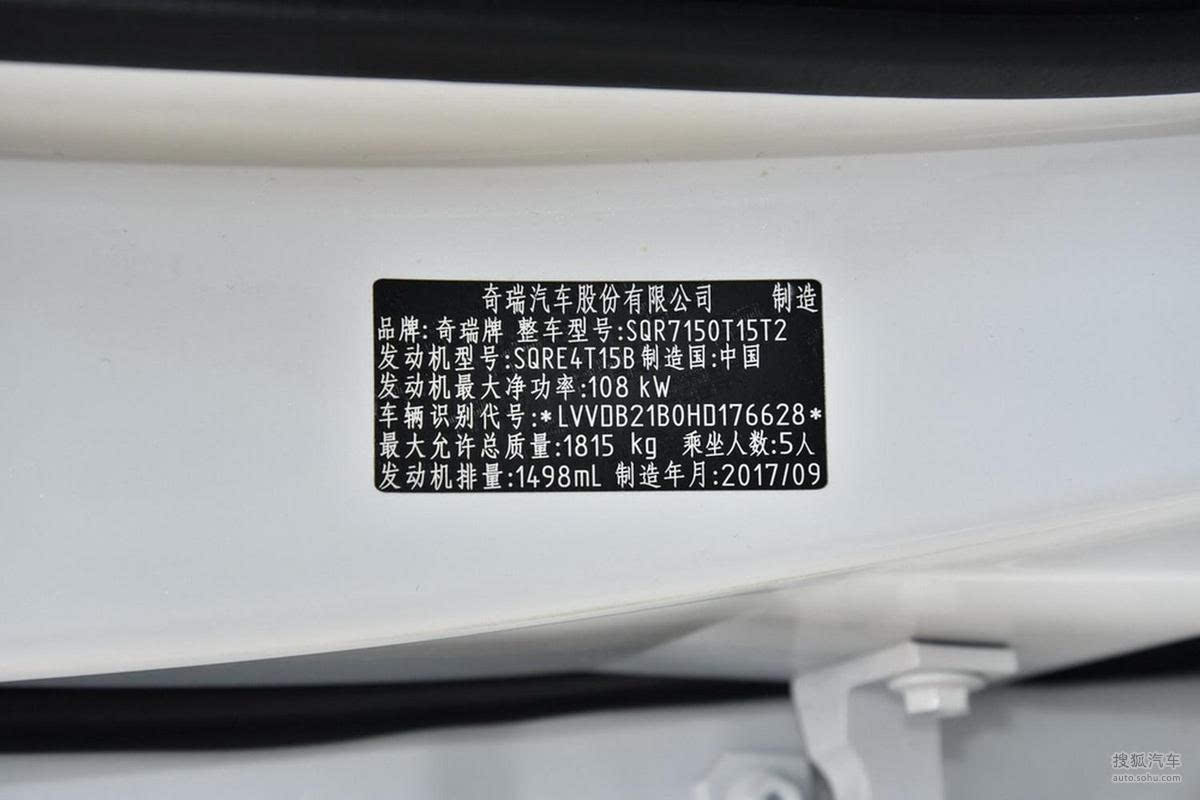 奇瑞汽车股份有限公司 制造
品牌:奇瑞牌 整车型号:SQR7150T15T2
发动机型号:SQRE4T15B 制造国:中国
发动机最大净功率:108 kW
车辆识别代号:*LVVDB21B0HD176628*
最大允许总质量:1815 kg 乘坐人数:5人
发动机排量:1498mL 制造年月:2017/09
搜狐汽车
auto.sohu.com